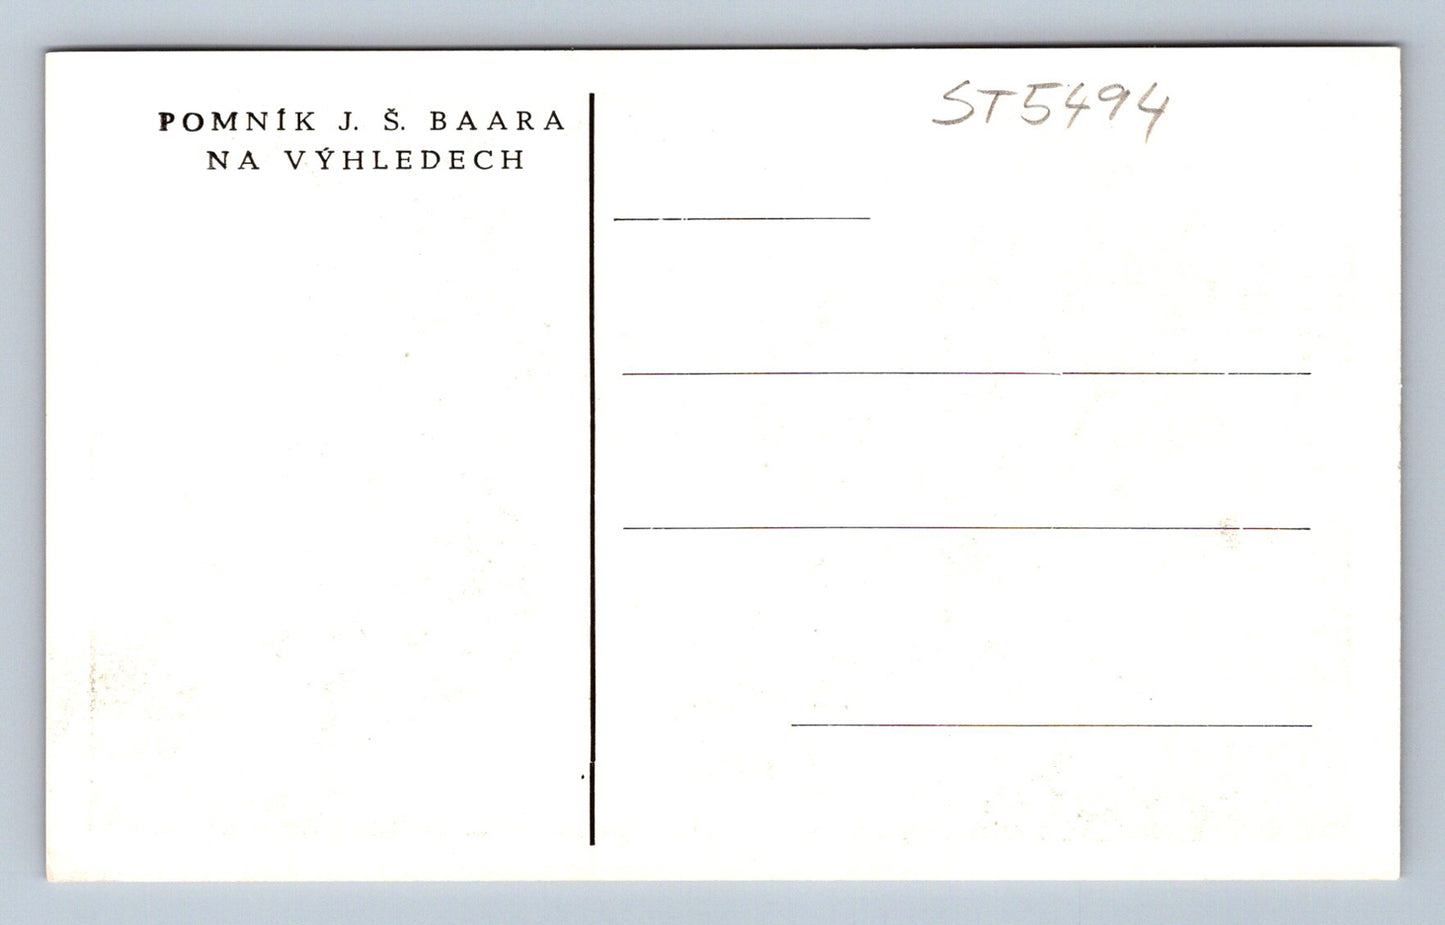 POMNÍK J. Š. BAARA
NA VÝHLEDECH
ST5494